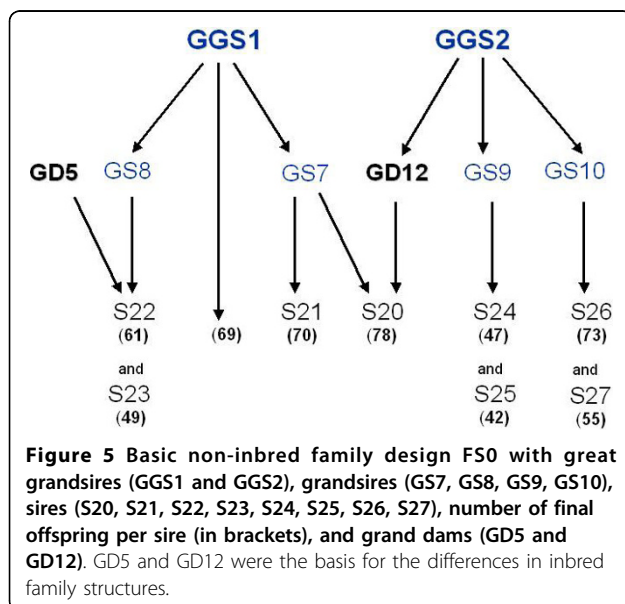 GGS1 GGS2
GD5 GS8 GS7 GD12 GS9 GS10
S22 S21 S20 S24 S26
(61) (69) (70) (78) (47) (73)
and and and
S23 S25 S27
(49) (42) (55)
Figure 5 Basic non-inbred family design FS0 with great
grandsires (GGS1 and GGS2), grandsires (GS7, GS8, GS9, GS10),
sires (S20, S21, S22, S23, S24, S25, S26, S27), number of final
offspring per sire (in brackets), and grand dams (GD5 and
GD12). GD5 and GD12 were the basis for the differences in inbred
family structures.